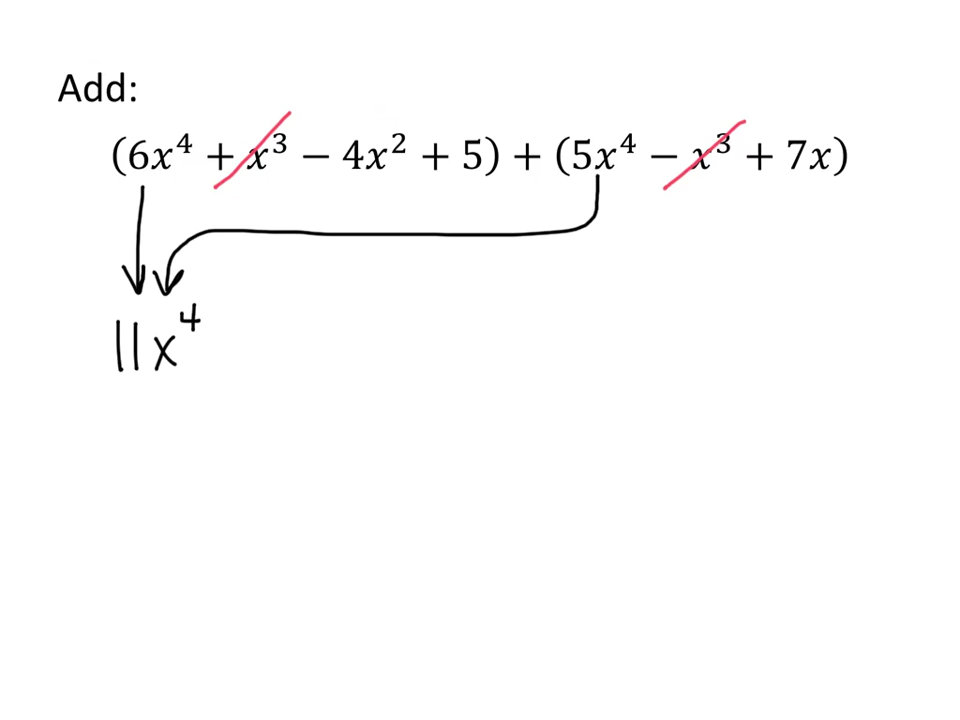 Add:
(6x⁴ + x³ − 4x² + 5) + (5x⁴ − x³ + 7x)
11x⁴